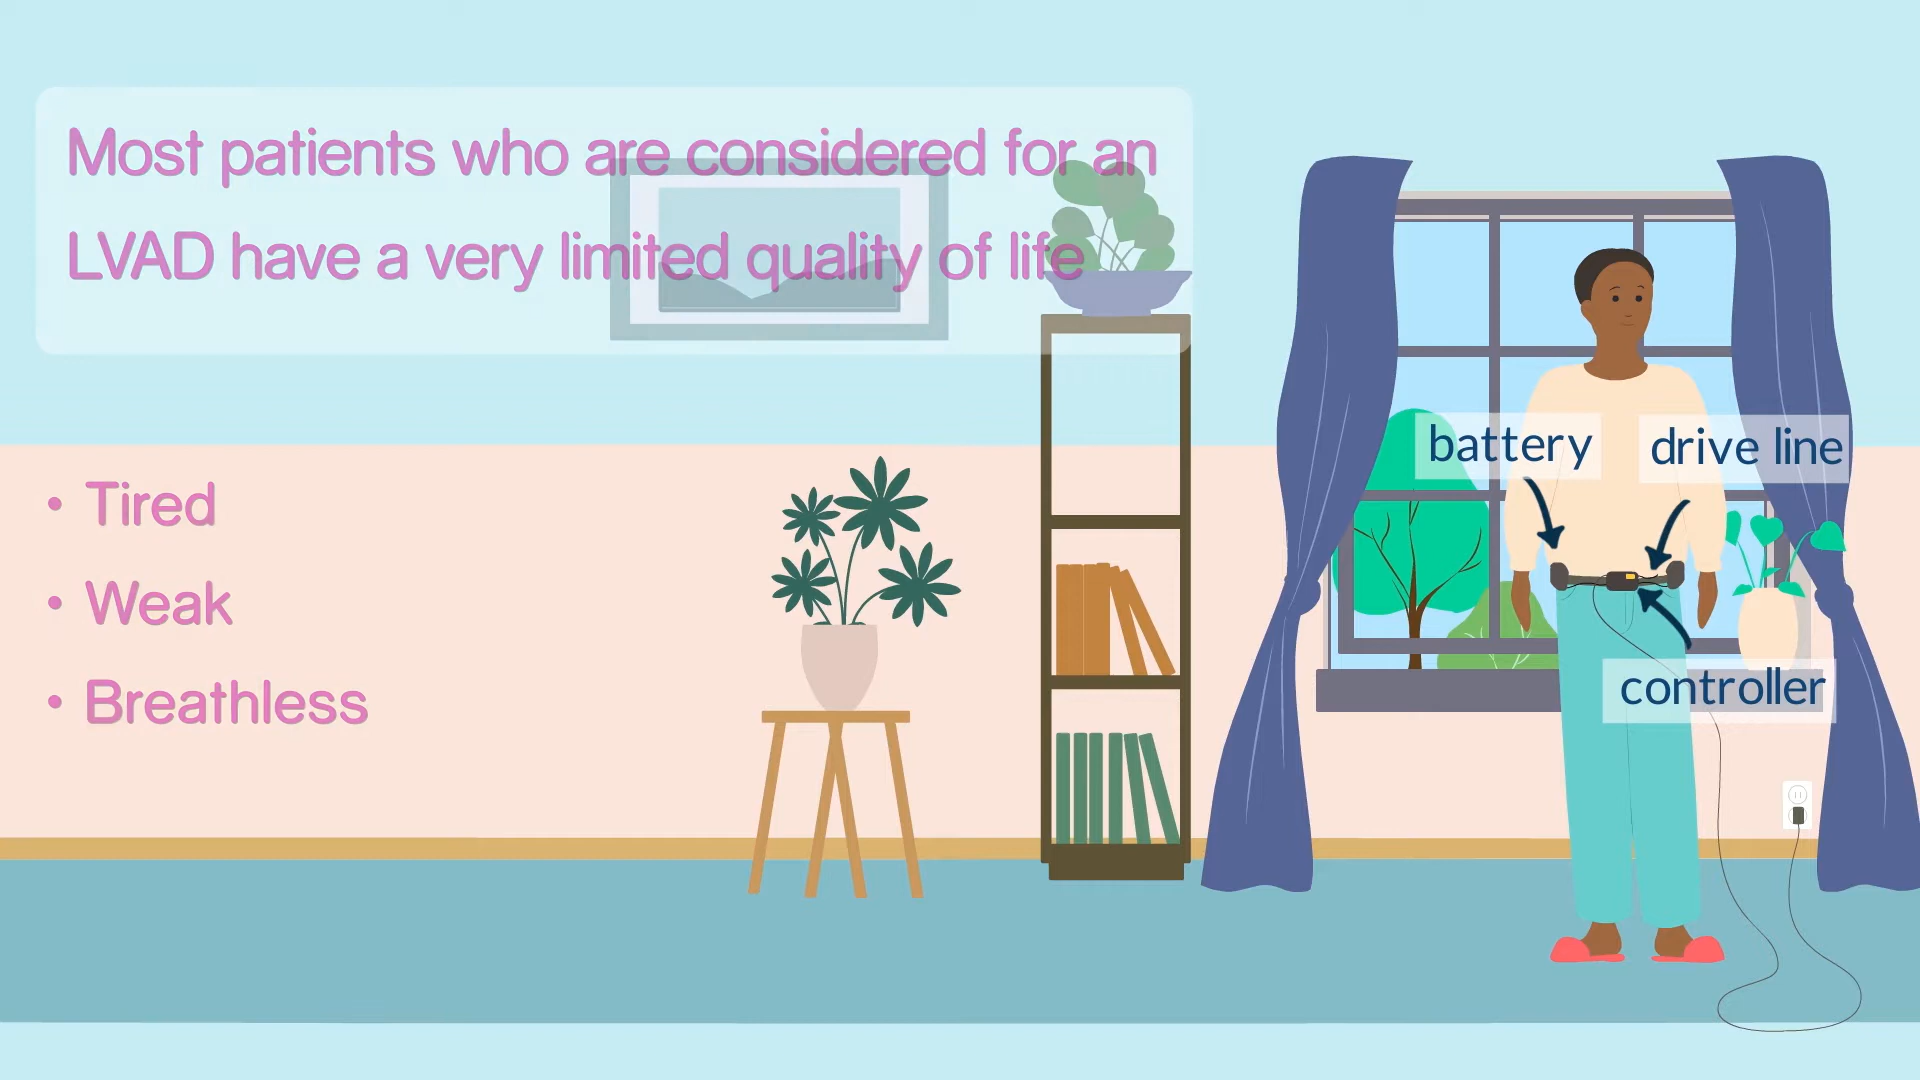 Most patients who are considered for an
LVAD have a very limited quality of life
• Tired
• Weak
• Breathless
battery
drive line
controller